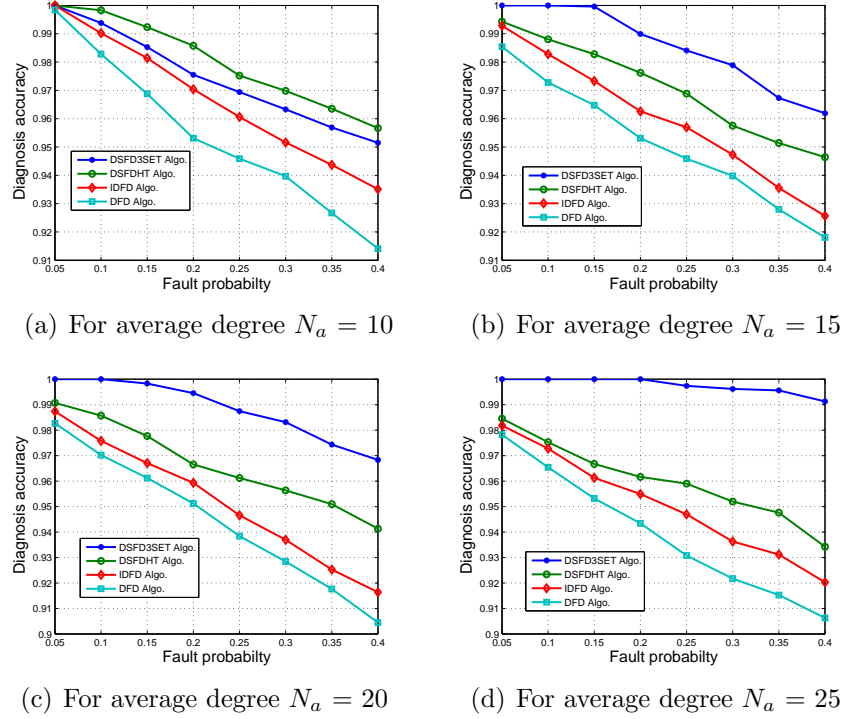 1
0.99
0.98
0.97
0.96
0.95
0.94
0.93
0.92
0.91
Diagnosis accuracy
DSFD3SET Algo.
DSFDHT Algo.
IDFD Algo.
DFD Algo.
0.05 0.1 0.15 0.2 0.25 0.3 0.35 0.4
Fault probabilty
(a) For average degree N_a = 10
1
0.99
0.98
0.97
0.96
0.95
0.94
0.93
0.92
0.91
Diagnosis accuracy
DSFD3SET Algo.
DSFDHT Algo.
IDFD Algo.
DFD Algo.
0.05 0.1 0.15 0.2 0.25 0.3 0.35 0.4
Fault probabilty
(b) For average degree N_a = 15
1
0.99
0.98
0.97
0.96
0.95
0.94
0.93
0.92
0.91
0.9
Diagnosis accuracy
DSFD3SET Algo.
DSFDHT Algo.
IDFD Algo.
DFD Algo.
0.05 0.1 0.15 0.2 0.25 0.3 0.35 0.4
Fault probabilty
(c) For average degree N_a = 20
1
0.99
0.98
0.97
0.96
0.95
0.94
0.93
0.92
0.91
0.9
Diagnosis accuracy
DSFD3SET Algo.
DSFDHT Algo.
IDFD Algo.
DFD Algo.
0.05 0.1 0.15 0.2 0.25 0.3 0.35 0.4
Fault probabilty
(d) For average degree N_a = 25